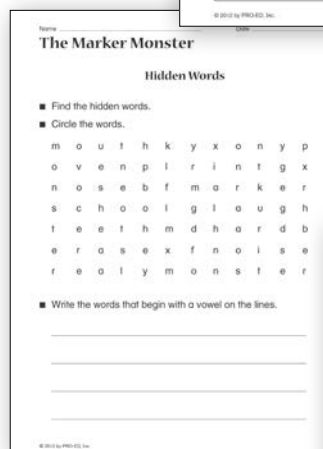 © 2012 by PRO-ED, Inc.
Name Date
The Marker Monster
Hidden Words
■ Find the hidden words.
■ Circle the words.
m o u t h k y x o n y p
o v e n p l r i n t g x
n o s e b f m a r k e r
s c h o o l g l a u g h
t e e t h m d h a r d b
e r a s e x f n o i s e
r e a l y m o n s t e r
■ Write the words that begin with a vowel on the lines.
© 2012 by PRO-ED, Inc.